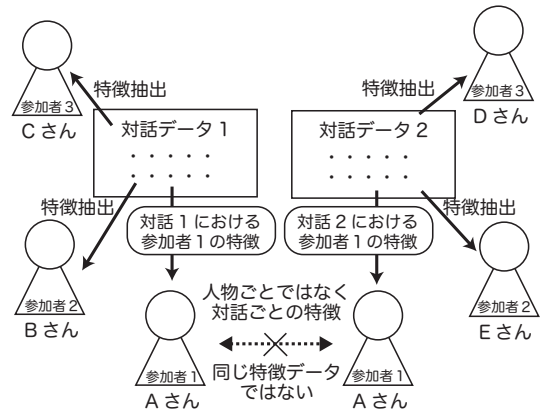 参加者3
Cさん
特徴抽出
対話データ1
・・・・・
・・・・・
特徴抽出
参加者2
Bさん
対話1における
参加者1の特徴
参加者1
Aさん
特徴抽出
参加者3
Dさん
対話データ2
・・・・・
・・・・・
特徴抽出
参加者2
Eさん
対話2における
参加者1の特徴
参加者1
Aさん
人物ごとではなく
対話ごとの特徴
同じ特徴データ
ではない